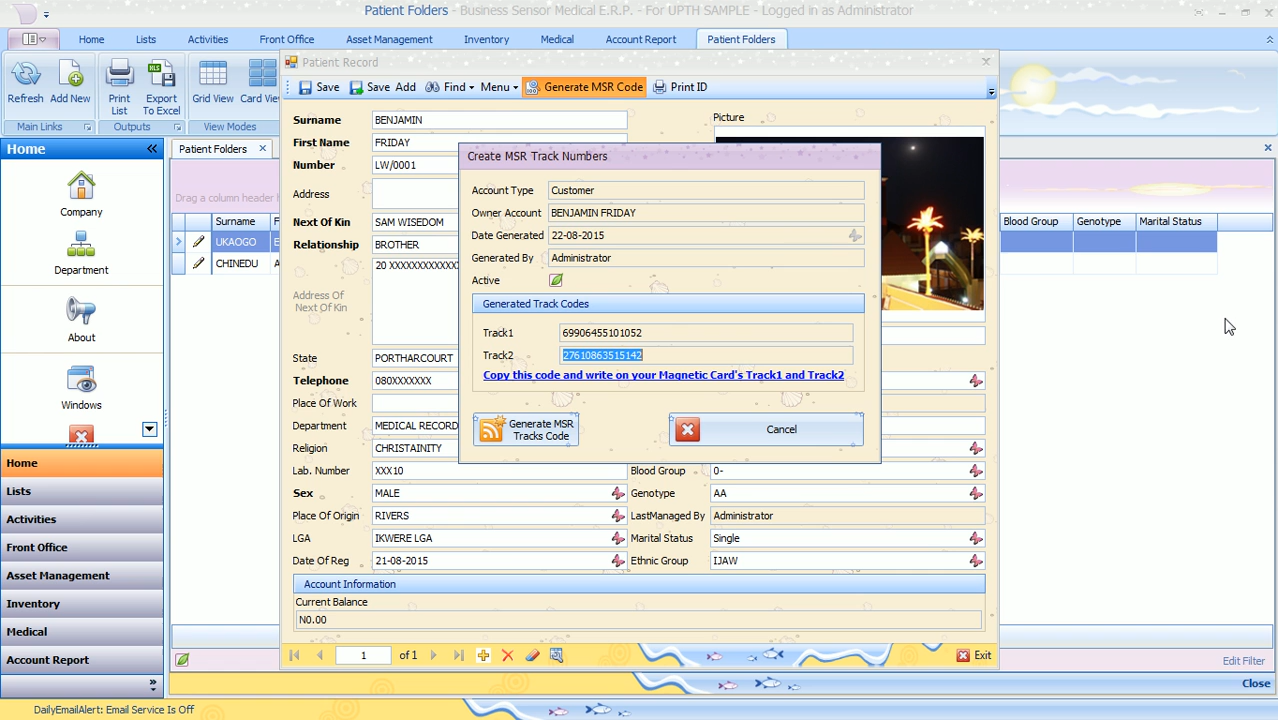 Patient Folders - Business Sensor Medical E.R.P. - For UPTH SAMPLE - Logged in as Administrator
Home Lists Activities Front Office Asset Management Inventory Medical Account Report Patient Folders
Refresh Add New Print List Export To Excel Grid View
Main Links Outputs View Modes
Home
Company
Department
About
Windows
Home
Lists
Activities
Front Office
Asset Management
Inventory
Medical
Account Report
Patient Folders
Drag a column header
Surname
UKAOGO
CHINEDU
Blood Group Genotype Marital Status
Patient Record
Save Save Add Find Menu Generate MSR Code Print ID
Surname BENJAMIN
First Name FRIDAY
Number LW/0001
Address
Next Of Kin SAM WISEDOM
Relationship BROTHER
Address Of Next Of Kin 20 XXXXXXXXXXXX
State PORTHARCOURT
Telephone 080XXXXXXX
Place Of Work
Department MEDICAL RECORD
Religion CHRISTAINITY
Lab. Number XXX10
Sex MALE
Place Of Origin RIVERS
LGA IKWERE LGA
Date Of Reg 21-08-2015
Picture
Blood Group 0-
Genotype AA
LastManaged By Administrator
Marital Status Single
Ethnic Group IJAW
Account Information
Current Balance
N0.00
1 of 1
Exit
Create MSR Track Numbers
Account Type Customer
Owner Account BENJAMIN FRIDAY
Date Generated 22-08-2015
Generated By Administrator
Active
Generated Track Codes
Track1 69906455101052
Track2 27610863515142
Copy this code and write on your Magnetic Card's Track1 and Track2
Generate MSR Tracks Code
Cancel
Edit Filter
Close
DailyEmailAlert: Email Service Is Off